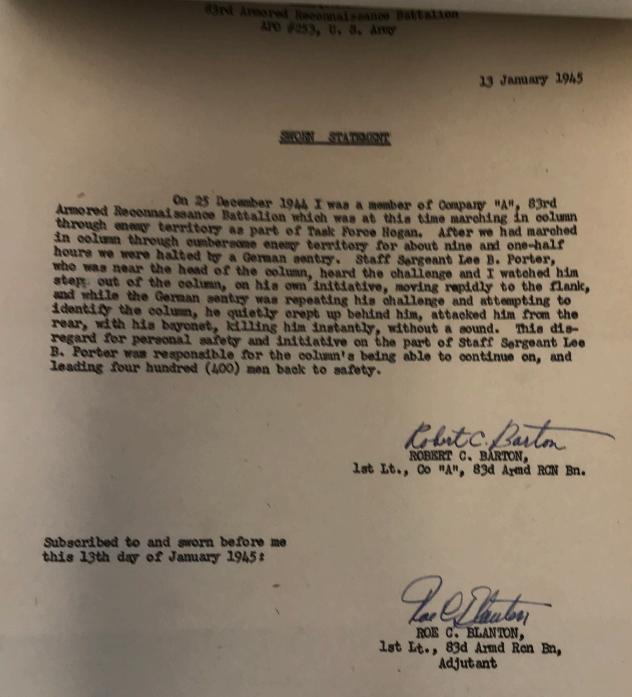 83rd Armored Reconnaissance Battalion
APO #253, U. S. Army
13 January 1945
SWORN STATEMENT
On 25 December 1944 I was a member of Company "A", 83rd
Armored Reconnaissance Battalion which was at this time marching in column
through enemy territory as part of Task Force Hogan. After we had marched
in column through cumbersome enemy territory for about nine and one-half
hours we were halted by a German sentry. Staff Sergeant Lee B. Porter,
who was near the head of the column, heard the challenge and I watched him
step out of the column, on his own initiative, moving rapidly to the flank,
and while the German sentry was repeating his challenge and attempting to
identify the column, he quietly crept up behind him, attacked him from the
rear, with his bayonet, killing him instantly, without a sound. This dis-
regard for personal safety and initiative on the part of Staff Sergeant Lee
B. Porter was responsible for the column's being able to continue on, and
leading four hundred (400) men back to safety.
Robert C. Barton
ROBERT C. BARTON,
1st Lt., Co "A", 83d Armd RCN Bn.
Subscribed to and sworn before me
this 13th day of January 1945:
Roe C Blanton
ROE C. BLANTON,
1st Lt., 83d Armd Rcn Bn,
Adjutant